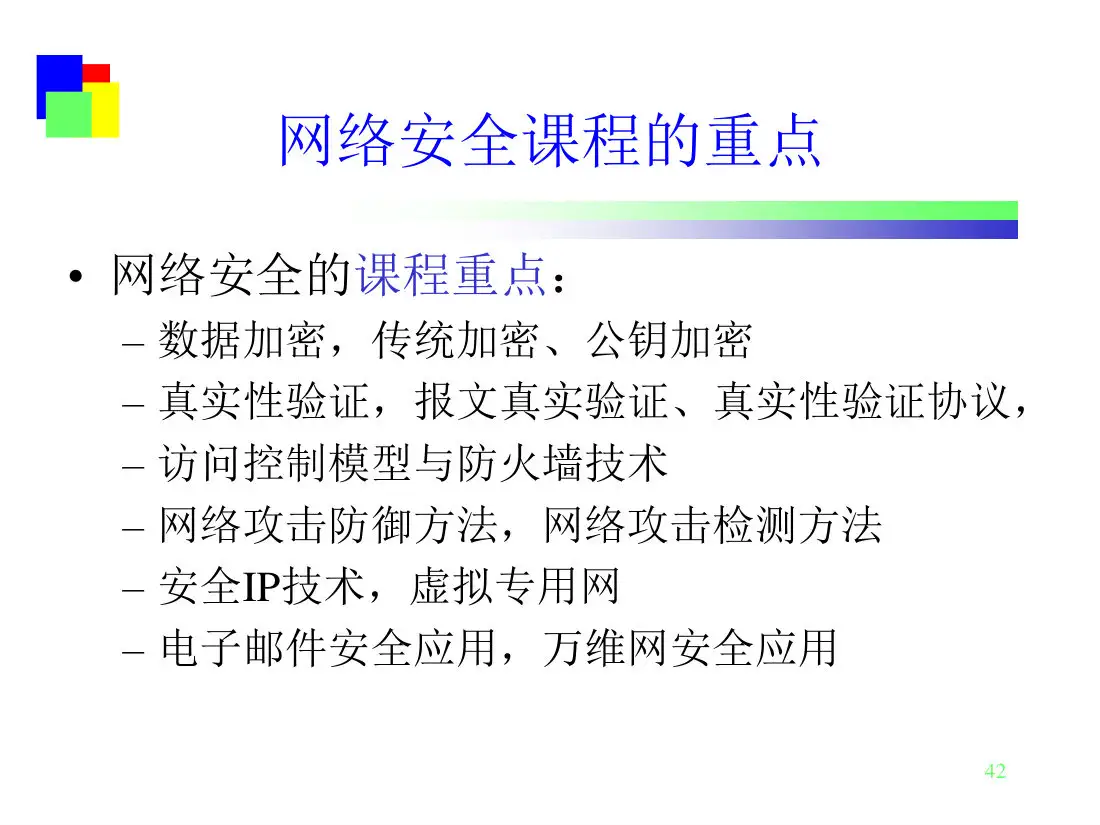 网络安全课程的重点
• 网络安全的课程重点：
– 数据加密，传统加密、公钥加密
– 真实性验证，报文真实验证、真实性验证协议，
– 访问控制模型与防火墙技术
– 网络攻击防御方法，网络攻击检测方法
– 安全IP技术，虚拟专用网
– 电子邮件安全应用，万维网安全应用
42